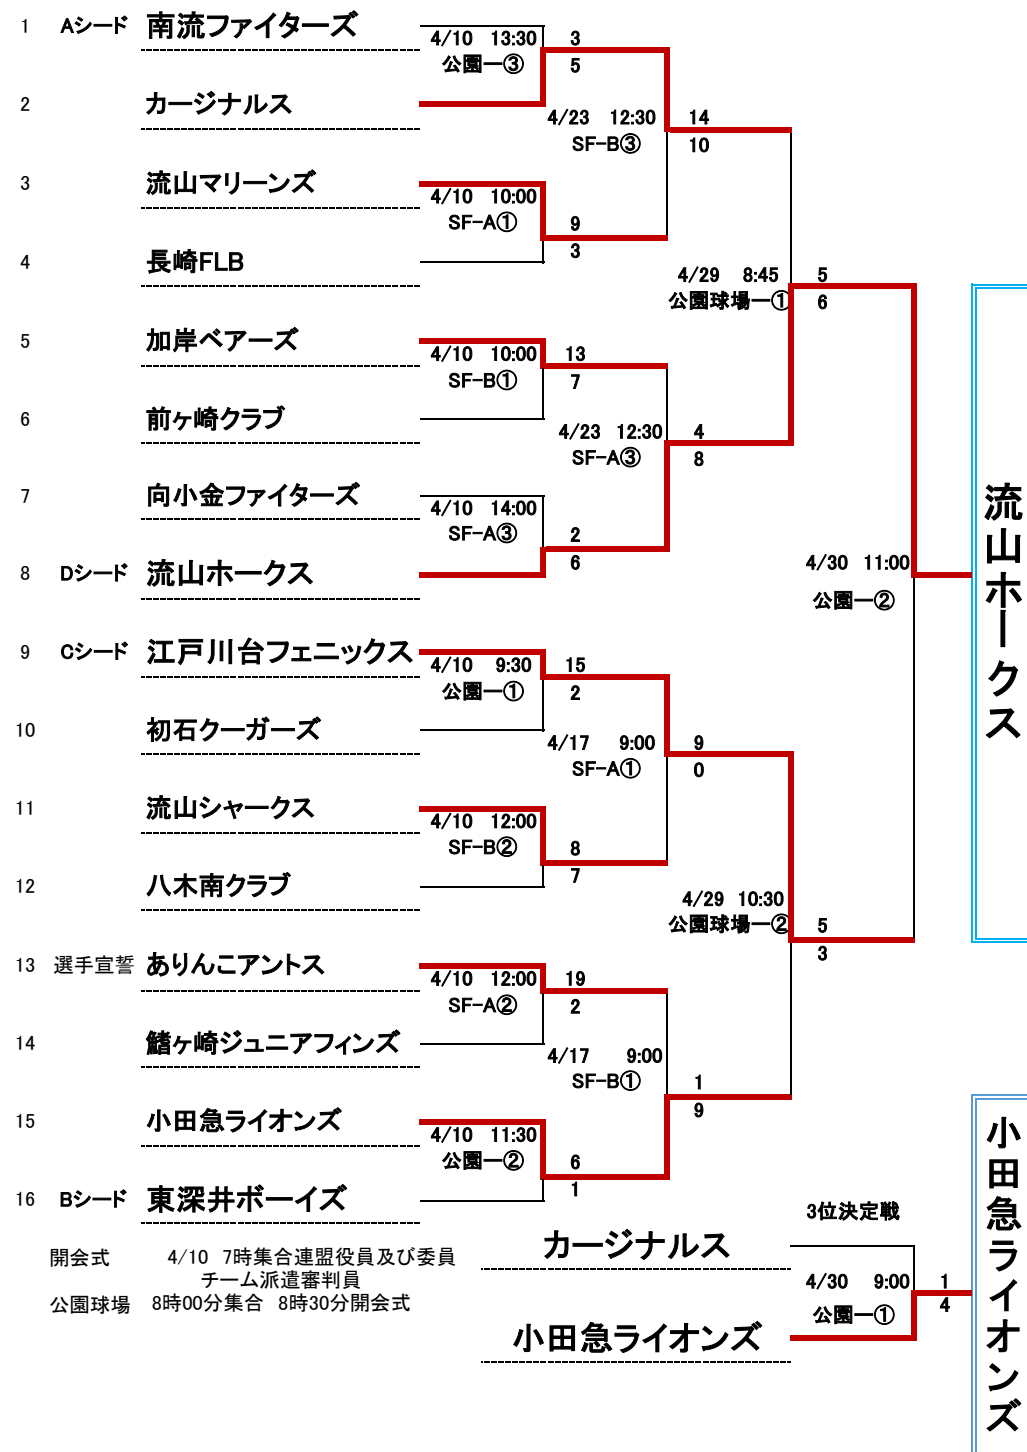 1 Aシード 南流ファイターズ
4/10 13:30 3
公園ー③ 5
2 カージナルス
4/23 12:30 14
SF-B③ 10
3 流山マリーンズ
4/10 10:00
SF-A① 9
3
4 長崎FLB
4/29 8:45 5
公園球場ー① 6
5 加岸ベアーズ
4/10 10:00 13
SF-B① 7
6 前ヶ崎クラブ
4/23 12:30 4
SF-A③ 8
7 向小金ファイターズ
4/10 14:00
SF-A③ 2
6
8 Dシード 流山ホークス
4/30 11:00
公園ー②
流山ホークス
9 Cシード 江戸川台フェニックス
4/10 9:30 15
公園ー① 2
10 初石クーガーズ
4/17 9:00 9
SF-A① 0
11 流山シャークス
4/10 12:00
SF-B② 8
7
12 八木南クラブ
4/29 10:30
公園球場ー② 5
3
13 選手宣誓 ありんこアントス
4/10 12:00 19
SF-A② 2
14 鰭ヶ崎ジュニアフィンズ
4/17 9:00
SF-B① 1
9
15 小田急ライオンズ
4/10 11:30
公園ー② 6
1
16 Bシード 東深井ボーイズ
3位決定戦
カージナルス
4/30 9:00 1
公園ー① 4
小田急ライオンズ
小田急ライオンズ
開会式 4/10 7時集合連盟役員及び委員
チーム派遣審判員
公園球場 8時00分集合 8時30分開会式